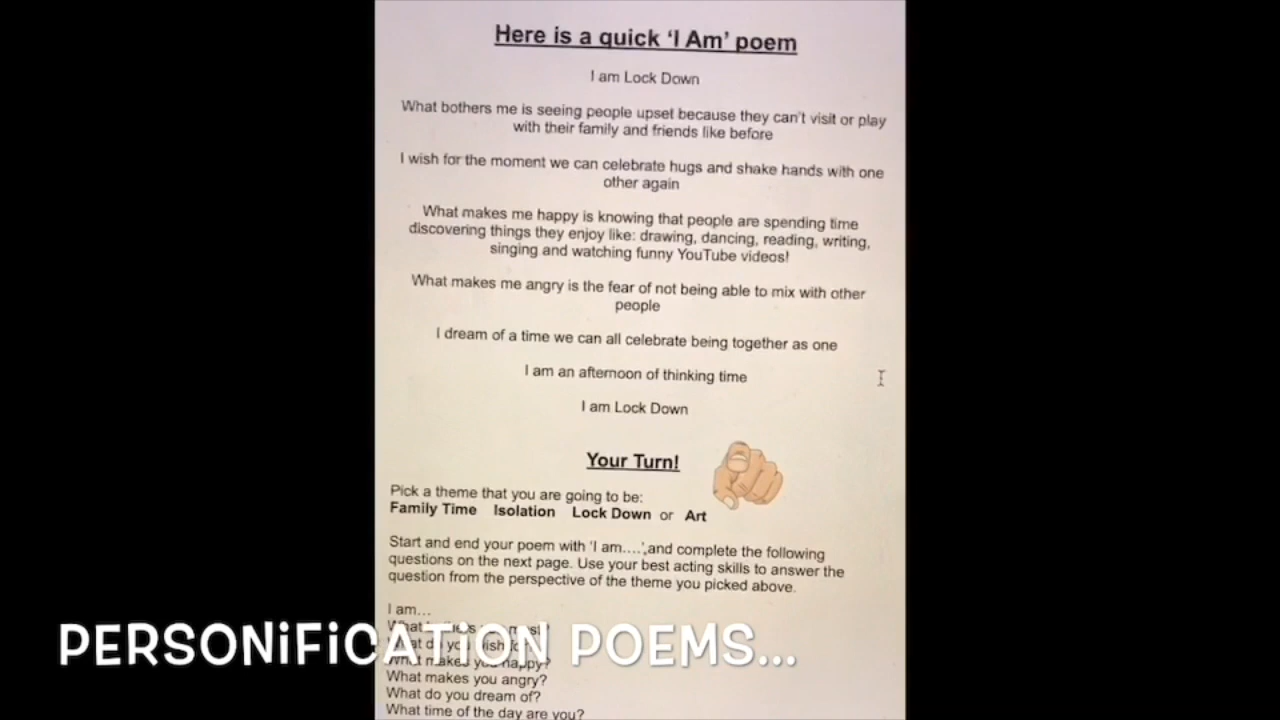 Here is a quick ‘I Am’ poem
I am Lock Down
What bothers me is seeing people upset because they can’t visit or play
with their family and friends like before
I wish for the moment we can celebrate hugs and shake hands with one
other again
What makes me happy is knowing that people are spending time
discovering things they enjoy like: drawing, dancing, reading, writing,
singing and watching funny YouTube videos!
What makes me angry is the fear of not being able to mix with other
people
I dream of a time we can all celebrate being together as one
I am an afternoon of thinking time
I am Lock Down
Your Turn!
Pick a theme that you are going to be:
Family Time Isolation Lock Down or Art
Start and end your poem with ‘I am....’,and complete the following
questions on the next page. Use your best acting skills to answer the
question from the perspective of the theme you picked above.
I am...
What most?
What do you wish for?
What makes you happy?
What makes you angry?
What do you dream of?
What time of the day are you?
PERSONiFiCATiON POEMS...